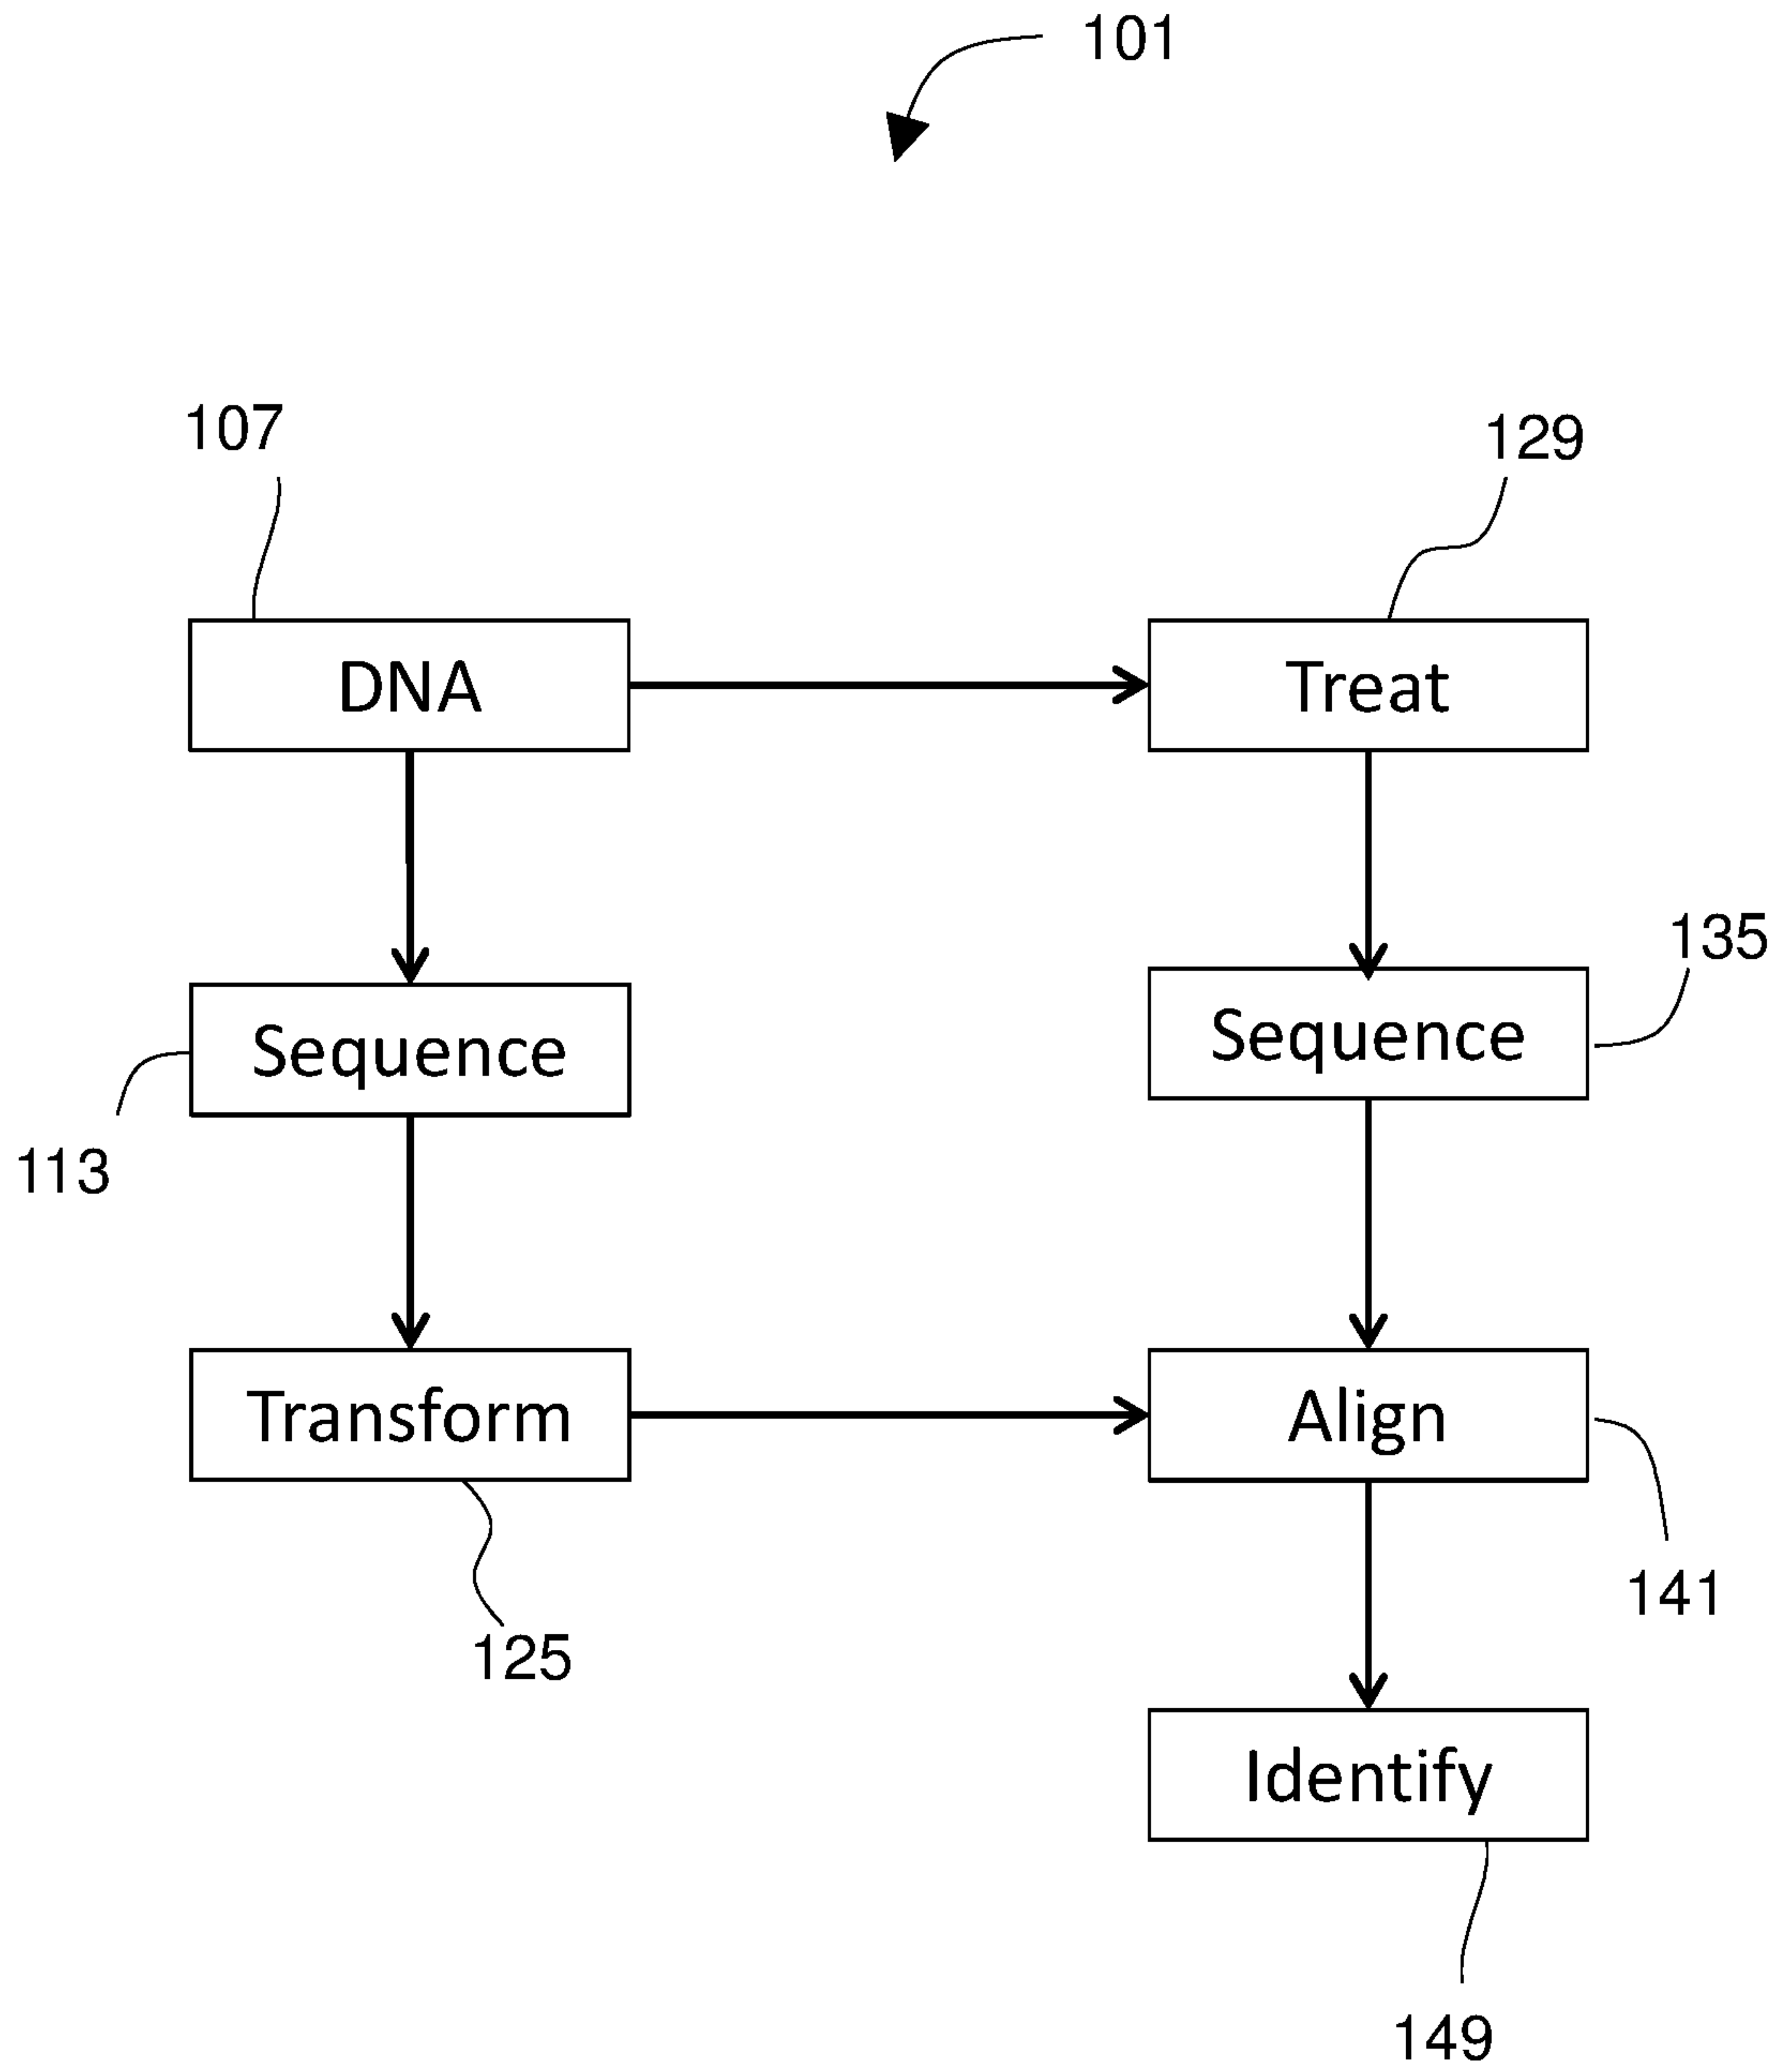 101
107
129
DNA
Treat
135
Sequence
Sequence
113
Transform
Align
141
125
Identify
149